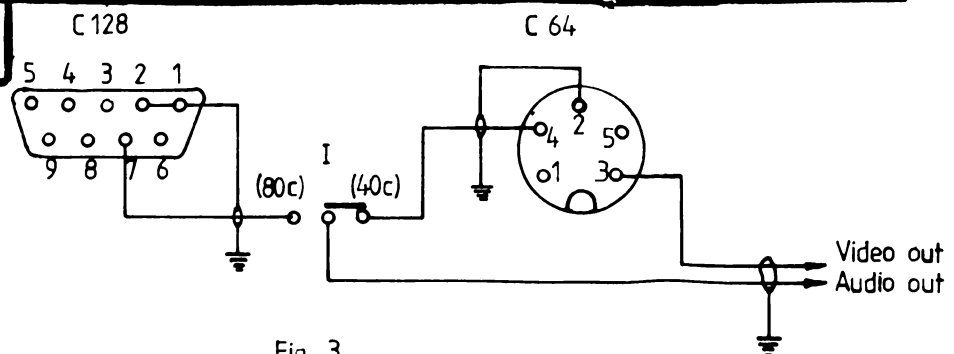 C 128
C 64
5 4 3 2 1
9 8 7 6
I
(80c) (40c)
2
4 5
1 3
Video out
Audio out
Fig. 3